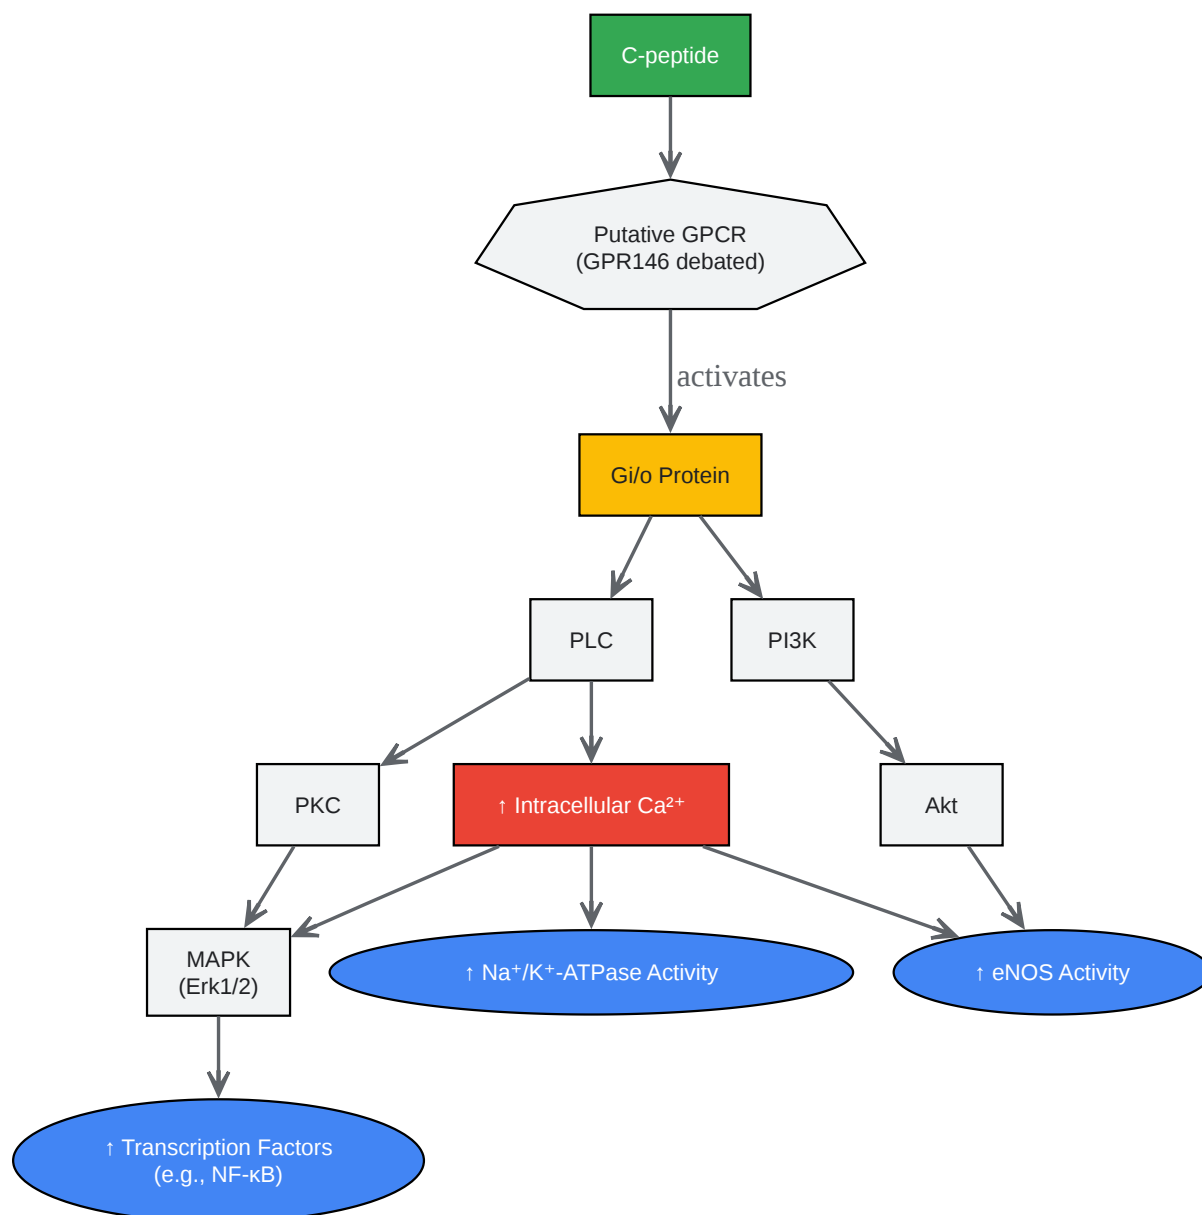 C-peptide
Putative GPCR
(GPR146 debated)
activates
Gi/o Protein
PLC
PI3K
PKC
↑ Intracellular Ca²⁺
Akt
MAPK
(Erk1/2)
↑ Na⁺/K⁺-ATPase Activity
↑ eNOS Activity
↑ Transcription Factors
(e.g., NF-κB)